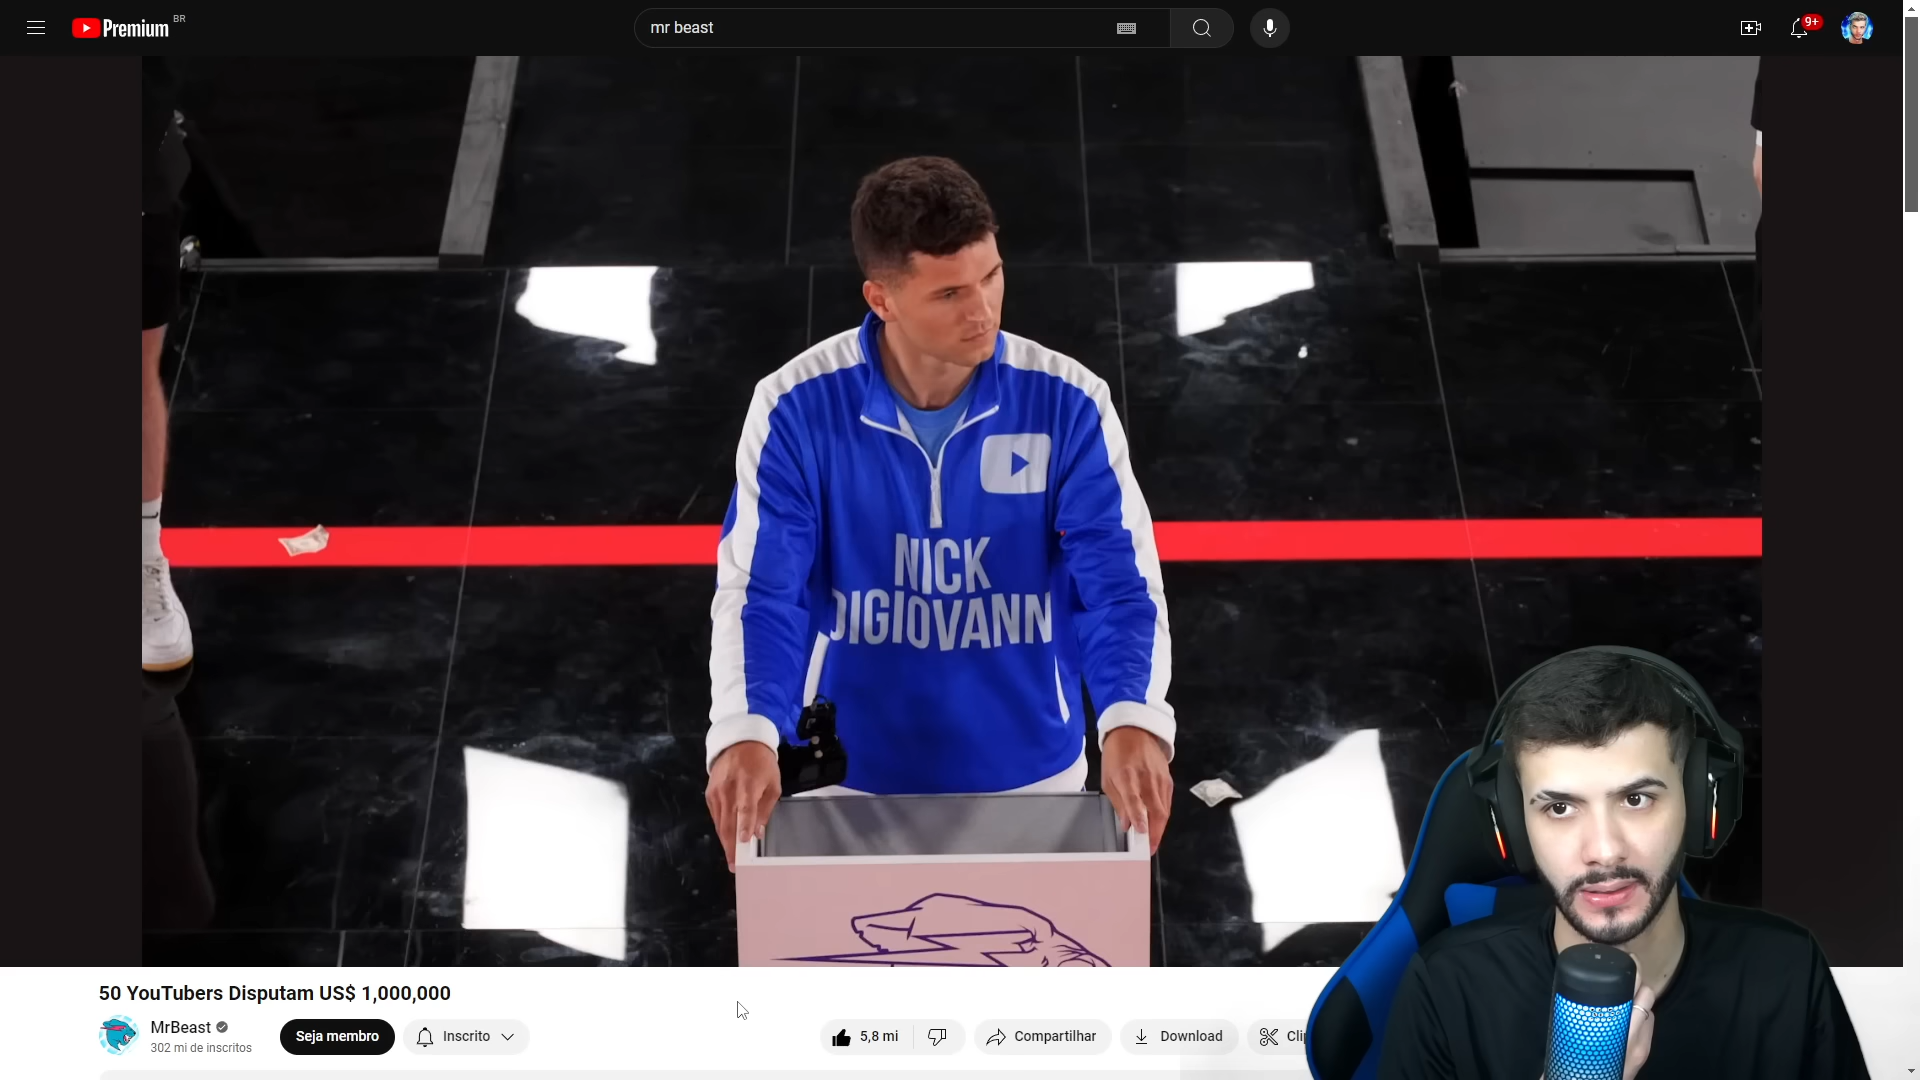 Premium BR
mr beast
9+
NICK
DIGIOVANN
50 YouTubers Disputam US$ 1,000,000
MrBeast
302 mi de inscritos
Seja membro
Inscrito
5,8 mi
Compartilhar
Download
Cli